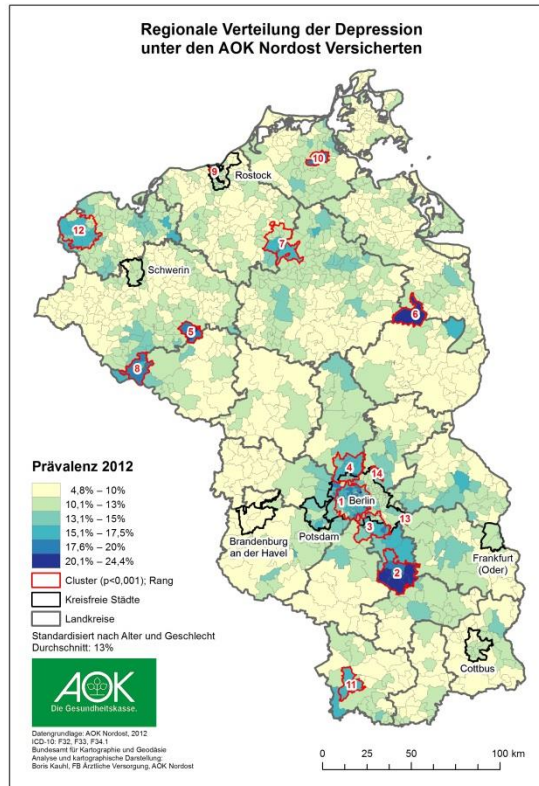 Regionale Verteilung der Depression
unter den AOK Nordost Versicherten
10
9
Rostock
12
7
Schwerin
6
5
8
4
14
1
Berlin
3
13
Brandenburg
an der Havel
Potsdam
Frankfurt
(Oder)
2
Cottbus
11
Prävalenz 2012
4,8% – 10%
10,1% – 13%
13,1% – 15%
15,1% – 17,5%
17,6% – 20%
20,1% – 24,4%
Cluster (p<0,001); Rang
Kreisfreie Städte
Landkreise
Standardisiert nach Alter und Geschlecht
Durchschnitt: 13%
AOK
Die Gesundheitskasse.
Datengrundlage: AOK Nordost, 2012
ICD-10: F32, F33, F34.1
Bundesamt für Kartographie und Geodäsie
Analyse und kartographische Darstellung:
Boris Kauhl, FB Ärztliche Versorgung, AOK Nordost
0 25 50 100 km